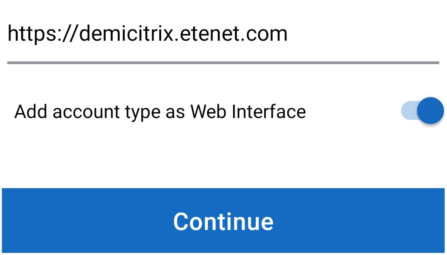 https://demicitrix.etenet.com
Add account type as Web Interface
Continue